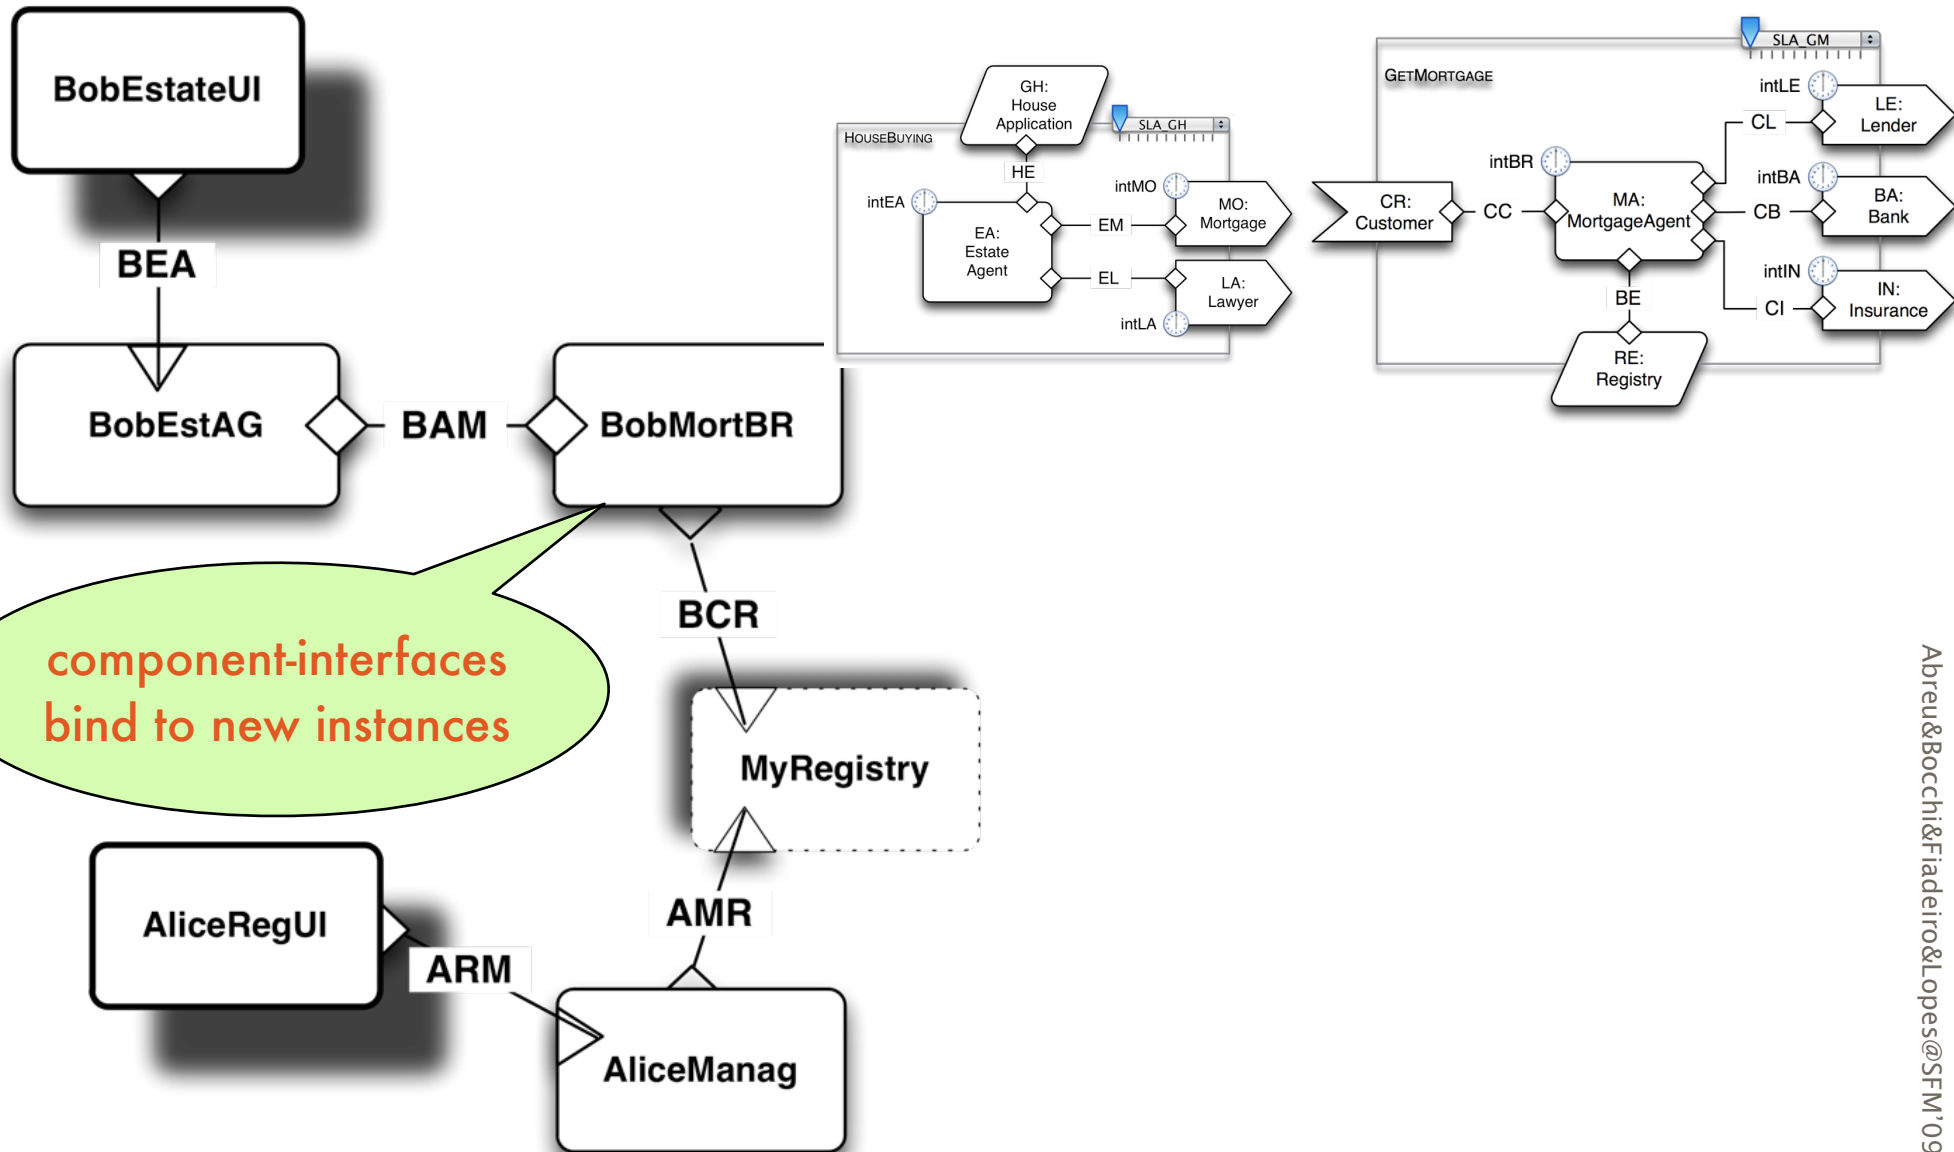 BobEstateUI
BEA
BobEstAG
BAM
BobMortBR
BCR
component-interfaces
bind to new instances
MyRegistry
AliceRegUI
ARM
AMR
AliceManag
HOUSEBUYING
GH:
House
Application
SLA_GH
HE
intEA
EA:
Estate
Agent
EM
EL
intMO
MO:
Mortgage
LA:
Lawyer
intLA
GETMORTGAGE
SLA_GM
CR:
Customer
CC
intBR
MA:
MortgageAgent
BE
RE:
Registry
intLE
CL
LE:
Lender
intBA
CB
BA:
Bank
intIN
CI
IN:
Insurance
Abreu&Bocchi&Fiadeiro&Lopes@SFM'09